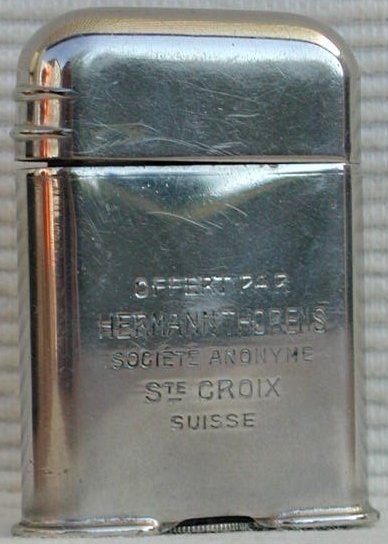 OFFERT PAR
HERMANN THORENS
SOCIÉTÉ ANONYME
STE CROIX
SUISSE